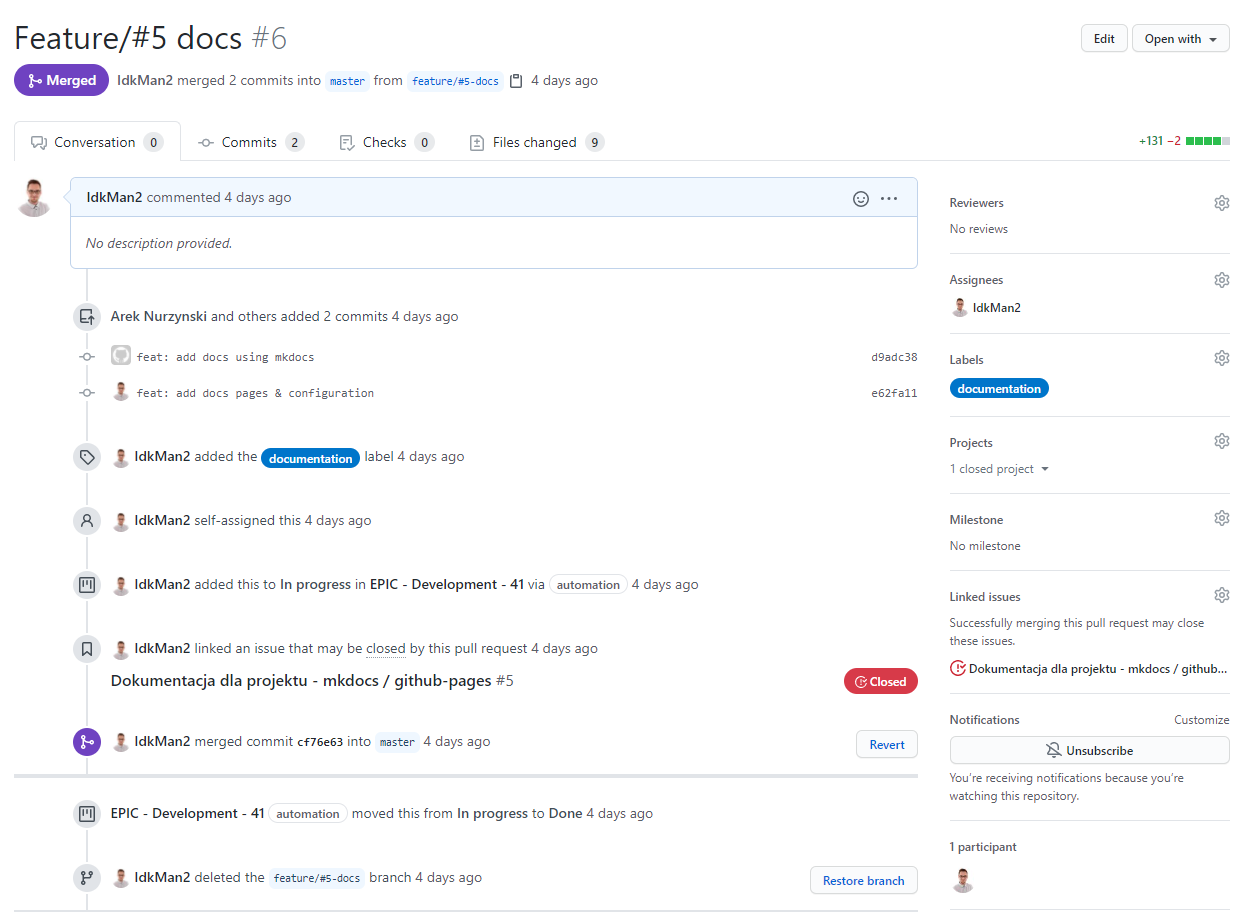 Feature/#5 docs #6
Edit
Open with
Merged
IdkMan2 merged 2 commits into master from feature/#5-docs 4 days ago
Conversation 0
Commits 2
Checks 0
Files changed 9
+131 −2
IdkMan2 commented 4 days ago
No description provided.
Arek Nurzynski and others added 2 commits 4 days ago
feat: add docs using mkdocs
d9adc38
feat: add docs pages & configuration
e62fa11
IdkMan2 added the documentation label 4 days ago
IdkMan2 self-assigned this 4 days ago
IdkMan2 added this to In progress in EPIC - Development - 41 via automation 4 days ago
IdkMan2 linked an issue that may be closed by this pull request 4 days ago
Dokumentacja dla projektu - mkdocs / github-pages #5
Closed
IdkMan2 merged commit cf76e63 into master 4 days ago
Revert
EPIC - Development - 41 automation moved this from In progress to Done 4 days ago
IdkMan2 deleted the feature/#5-docs branch 4 days ago
Restore branch
Reviewers
No reviews
Assignees
IdkMan2
Labels
documentation
Projects
1 closed project
Milestone
No milestone
Linked issues
Successfully merging this pull request may close
these issues.
Dokumentacja dla projektu - mkdocs / github...
Notifications
Customize
Unsubscribe
You're receiving notifications because you're
watching this repository.
1 participant